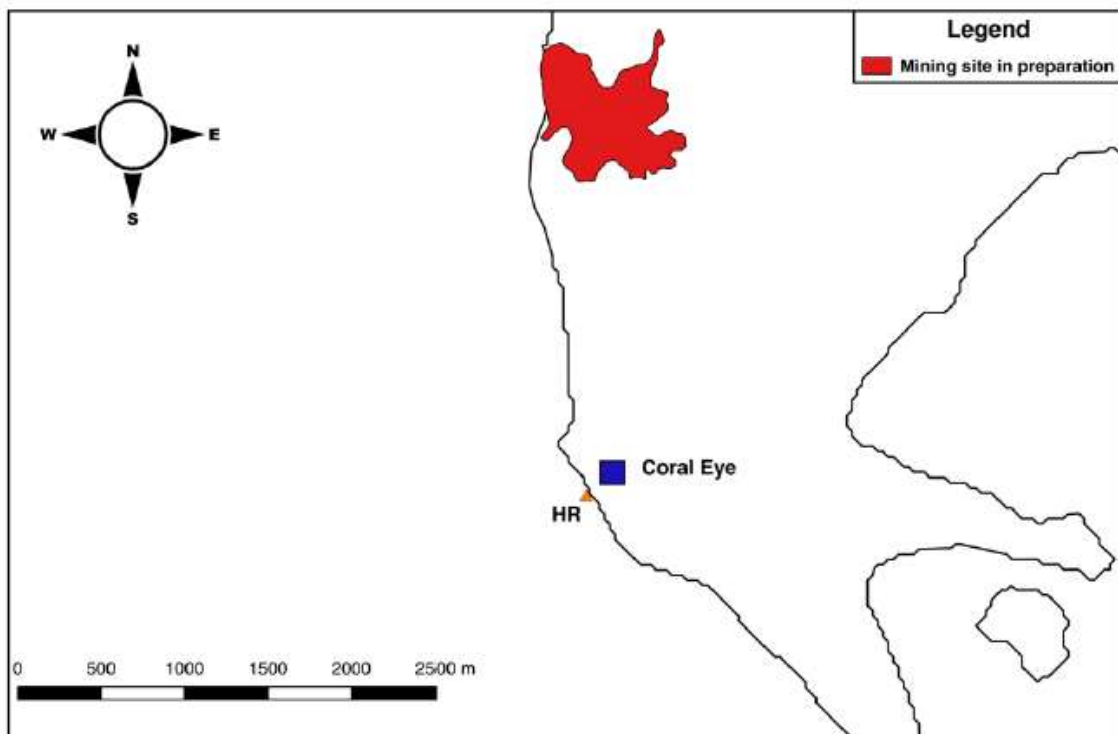 Legend
Mining site in preparation
N
W E
S
Coral Eye
HR
0 500 1000 1500 2000 2500 m